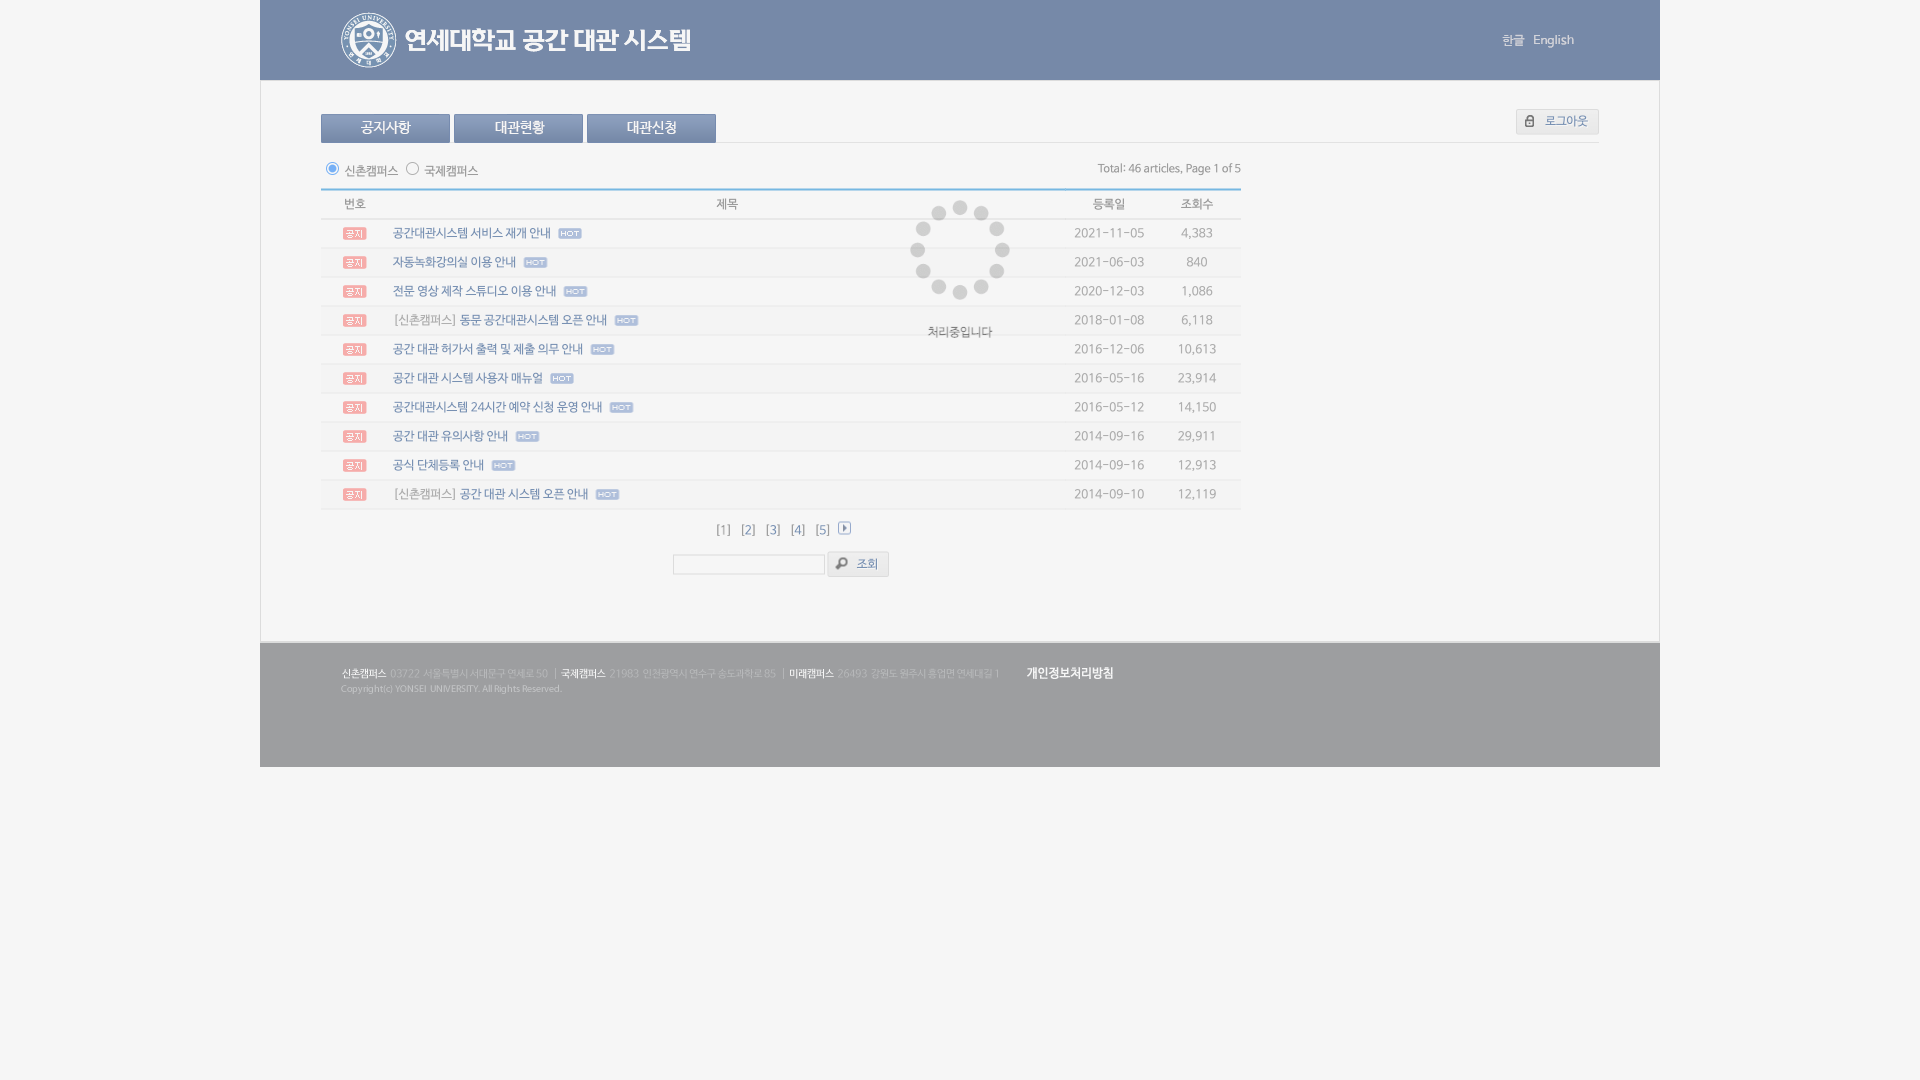 연세대학교 공간 대관 시스템
한글 English
공지사항 대관현황 대관신청 로그아웃
신촌캠퍼스 국제캠퍼스 Total: 46 articles, Page 1 of 5
번호 제목 등록일 조회수
공지 공간대관시스템 서비스 재개 안내 HOT 2021-11-05 4,383
공지 자동녹화강의실 이용 안내 HOT 2021-06-03 840
공지 전문 영상 제작 스튜디오 이용 안내 HOT 2020-12-03 1,086
공지 [신촌캠퍼스] 동문 공간대관시스템 오픈 안내 HOT 2018-01-08 6,118
처리중입니다
공지 공간 대관 허가서 출력 및 제출 의무 안내 HOT 2016-12-06 10,613
공지 공간 대관 시스템 사용자 매뉴얼 HOT 2016-05-16 23,914
공지 공간대관시스템 24시간 예약 신청 운영 안내 HOT 2016-05-12 14,150
공지 공간 대관 유의사항 안내 HOT 2014-09-16 29,911
공지 공식 단체등록 안내 HOT 2014-09-16 12,913
공지 [신촌캠퍼스] 공간 대관 시스템 오픈 안내 HOT 2014-09-10 12,119
[1] [2] [3] [4] [5]
조회
신촌캠퍼스 03722 서울특별시 서대문구 연세로 50 | 국제캠퍼스 21983 인천광역시 연수구 송도과학로 85 | 미래캠퍼스 26493 강원도 원주시 흥업면 연세대길 1 개인정보처리방침
Copyright(c) YONSEI UNIVERSITY. All Rights Reserved.